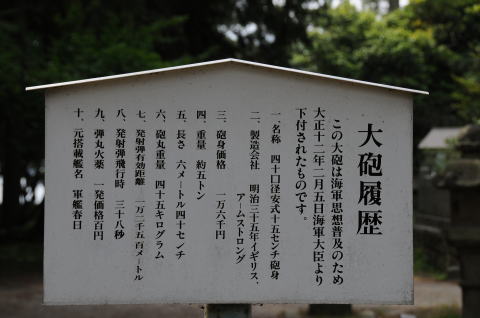 大砲履歴
この大砲は海軍思想普及のため
大正十二年二月五日海軍大臣より
下付されたものです。
一、名称 四十口径安式十五センチ砲身
二、製造会社 明治三十五年イギリス、
アームストロング
三、砲身価格 一万六千円
四、重量 約五トン
五、長さ 六メートル四十センチ
六、砲丸重量 四十五キログラム
七、発射弾有効距離 一万二千五百メートル
八、発射弾飛行時 三十八秒
九、弾丸火薬 一発価格百円
十、元搭載艦名 軍艦春日